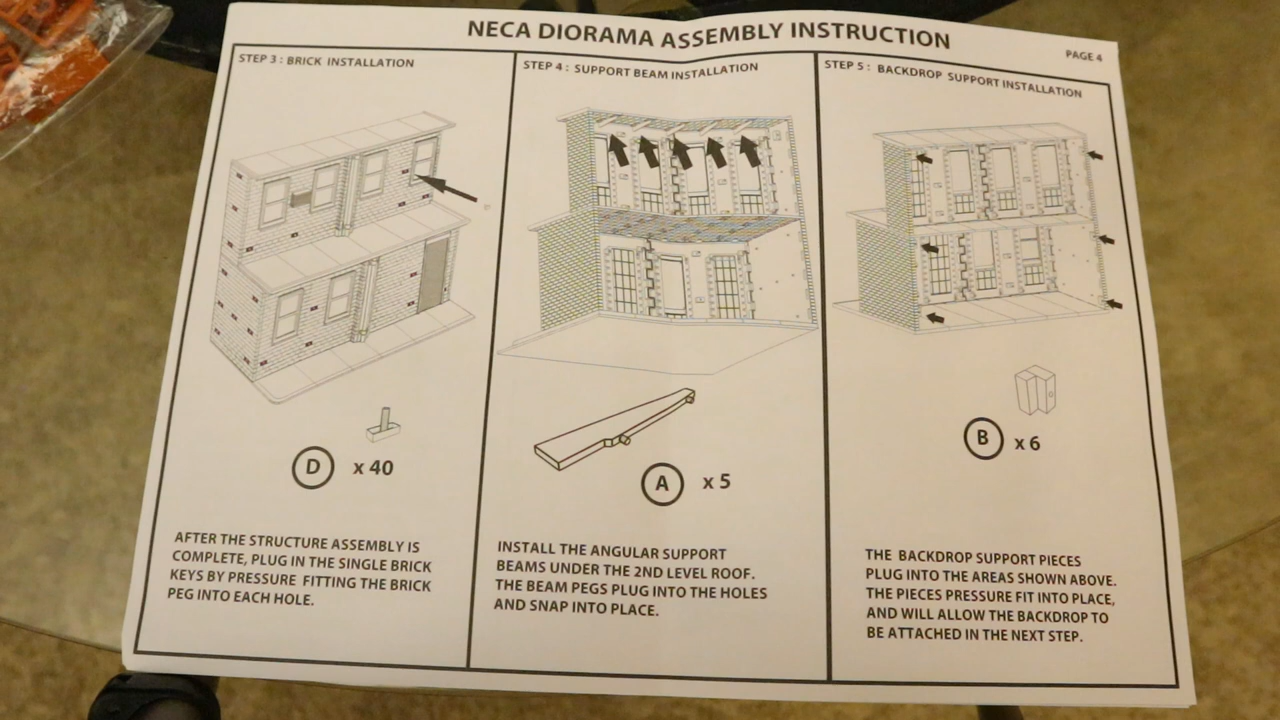 NECA DIORAMA ASSEMBLY INSTRUCTION
PAGE 4
STEP 3 : BRICK INSTALLATION
D x 40
AFTER THE STRUCTURE ASSEMBLY IS
COMPLETE, PLUG IN THE SINGLE BRICK
KEYS BY PRESSURE FITTING THE BRICK
PEG INTO EACH HOLE.
STEP 4 : SUPPORT BEAM INSTALLATION
A x 5
INSTALL THE ANGULAR SUPPORT
BEAMS UNDER THE 2ND LEVEL ROOF.
THE BEAM PEGS PLUG INTO THE HOLES
AND SNAP INTO PLACE.
STEP 5 : BACKDROP SUPPORT INSTALLATION
B x 6
THE BACKDROP SUPPORT PIECES
PLUG INTO THE AREAS SHOWN ABOVE.
THE PIECES PRESSURE FIT INTO PLACE,
AND WILL ALLOW THE BACKDROP TO
BE ATTACHED IN THE NEXT STEP.